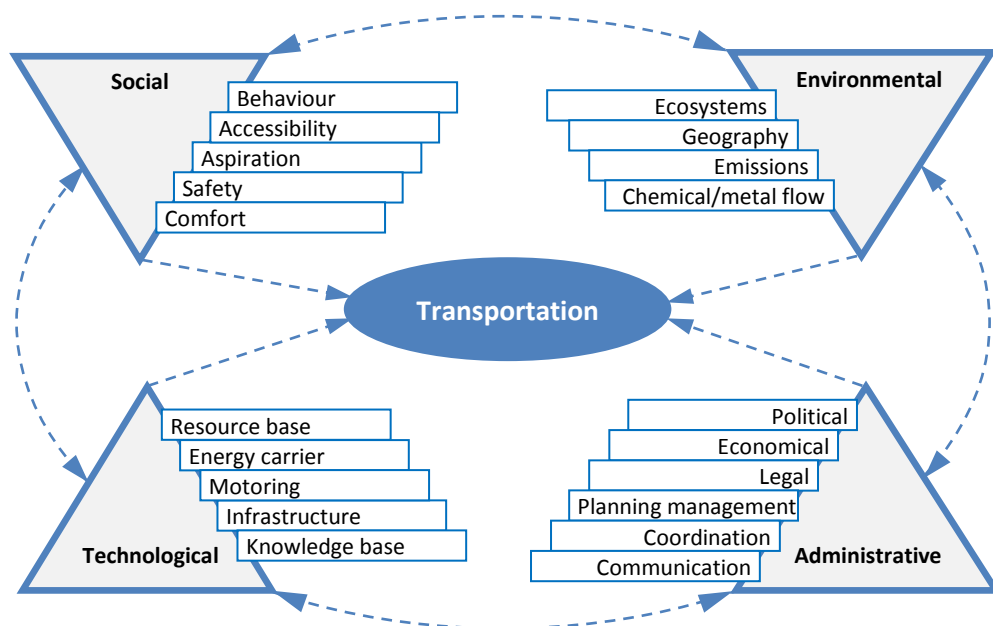 Social
Behaviour
Accessibility
Aspiration
Safety
Comfort
Environmental
Ecosystems
Geography
Emissions
Chemical/metal flow
Transportation
Resource base
Energy carrier
Motoring
Infrastructure
Knowledge base
Technological
Political
Economical
Legal
Planning management
Coordination
Communication
Administrative